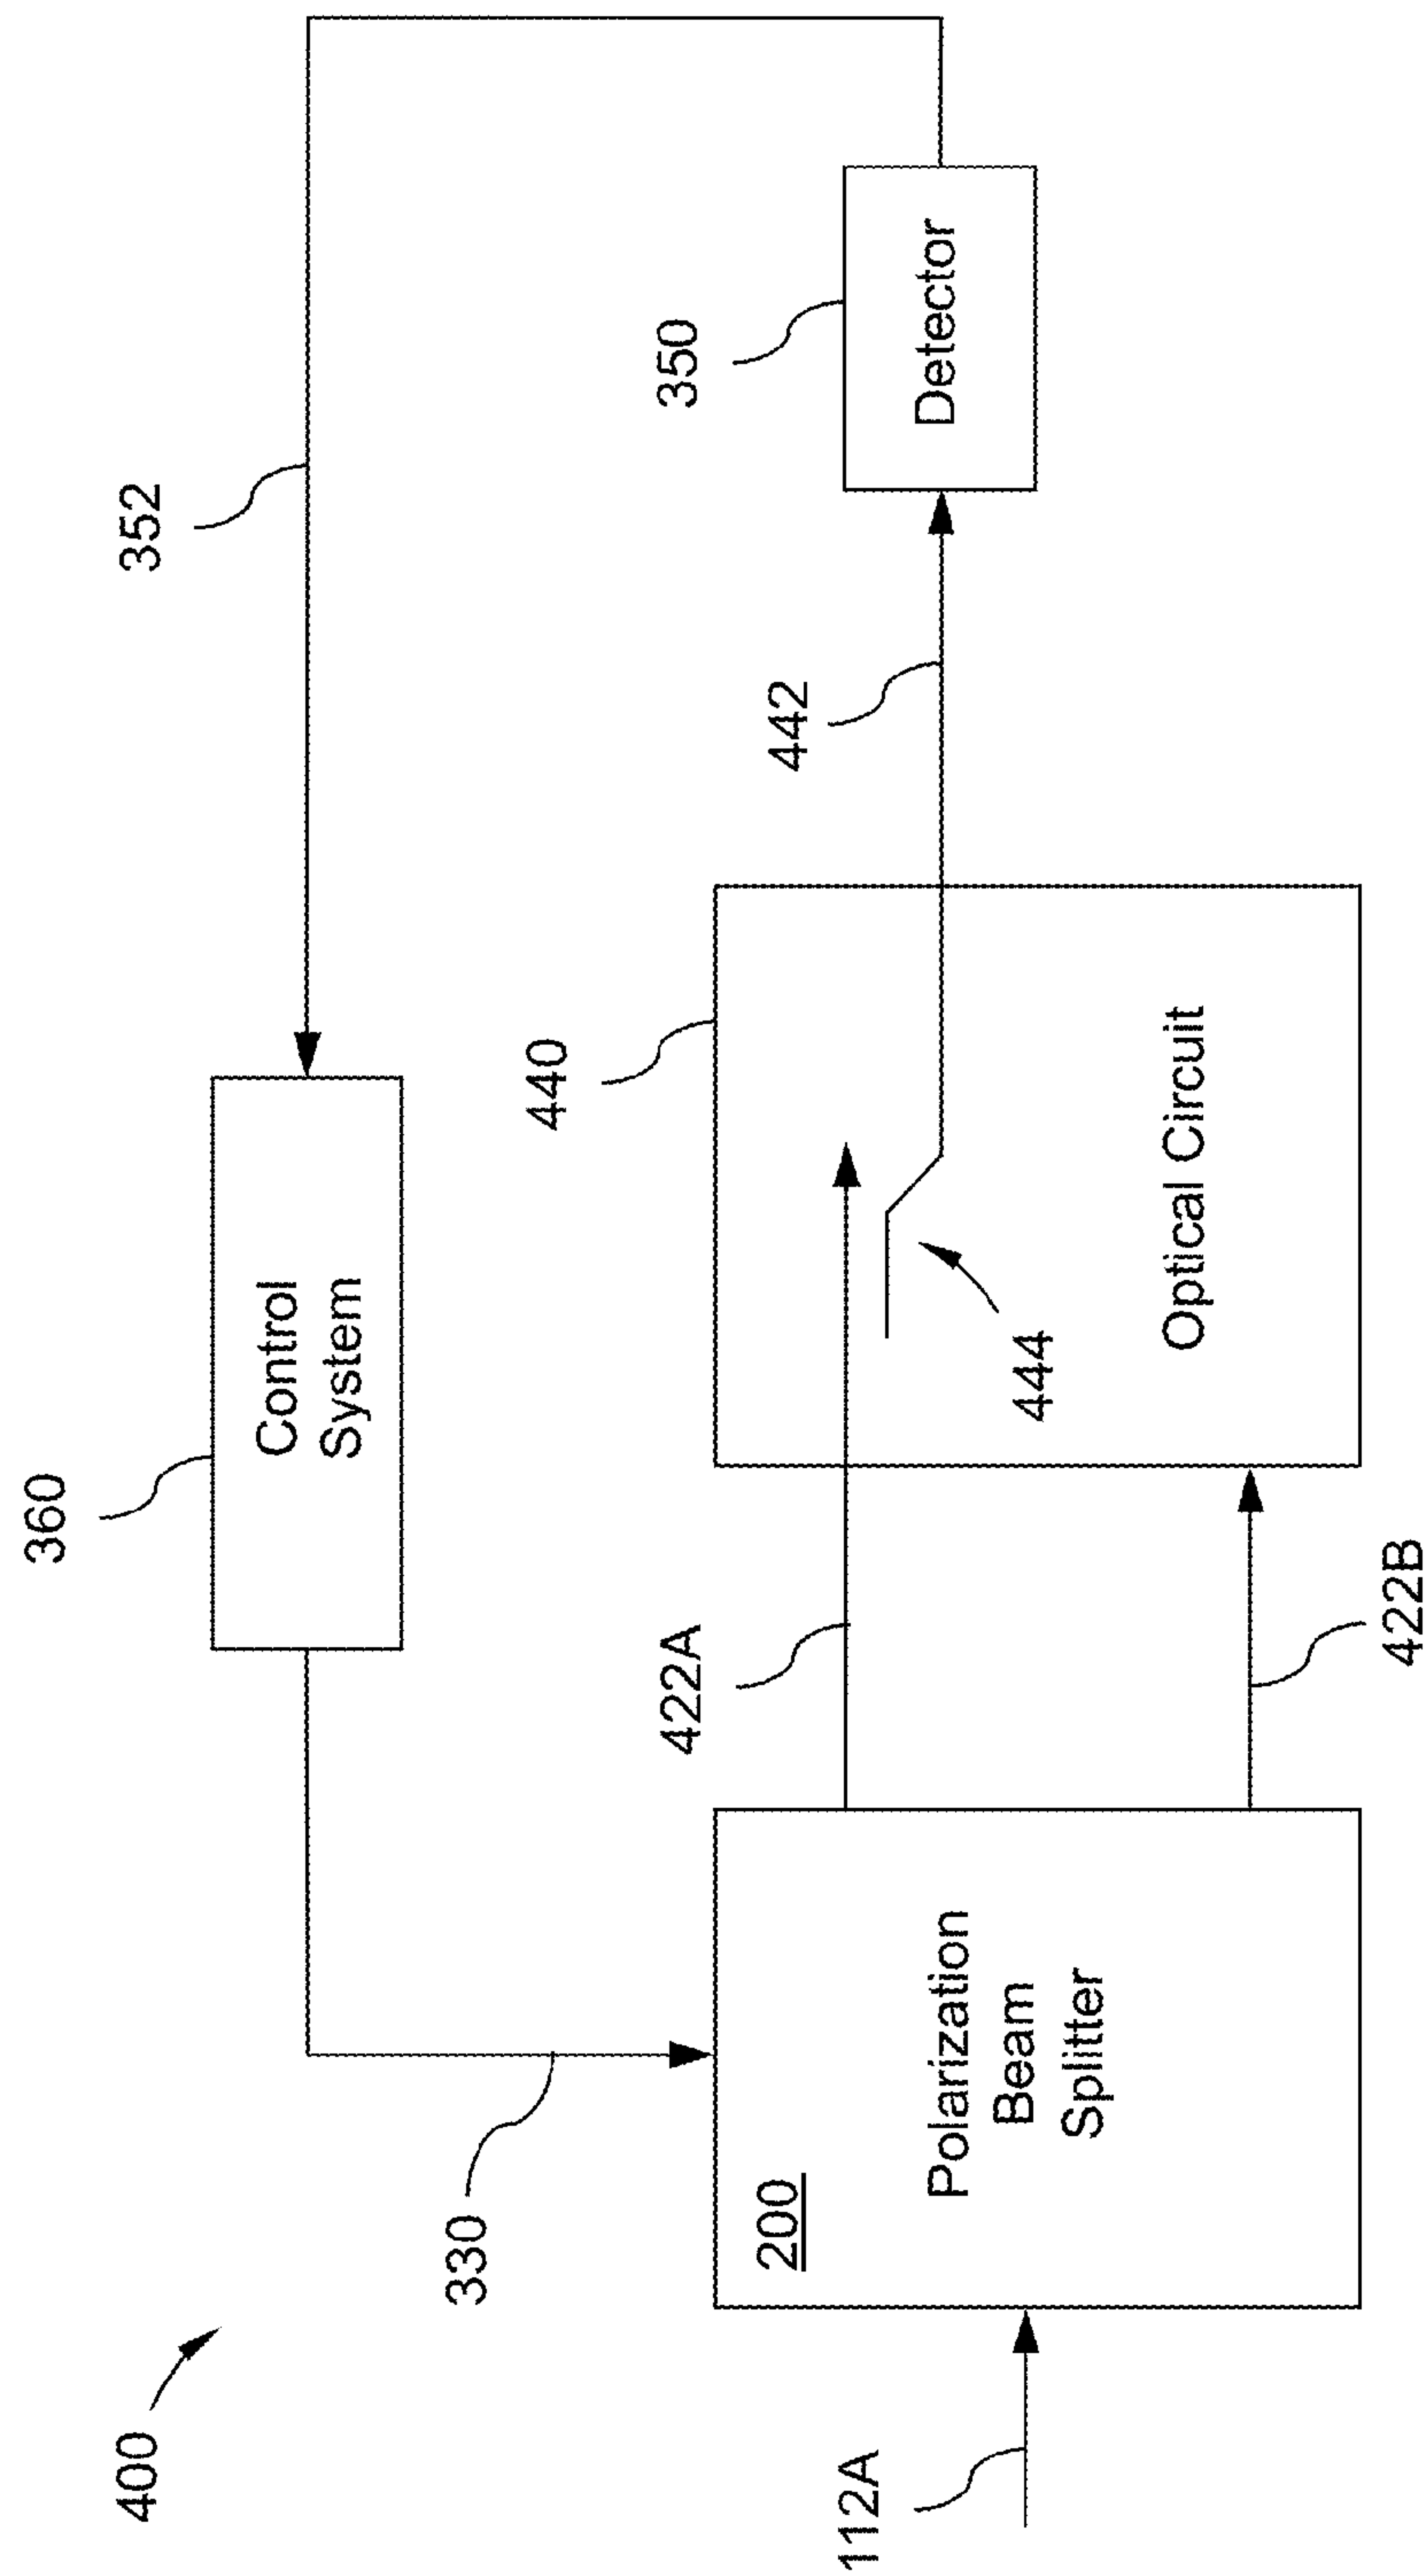 400
360
Control
System
352
330
440
442
350
Detector
422A
200
Polarization
Beam
Splitter
444
Optical Circuit
112A
422B